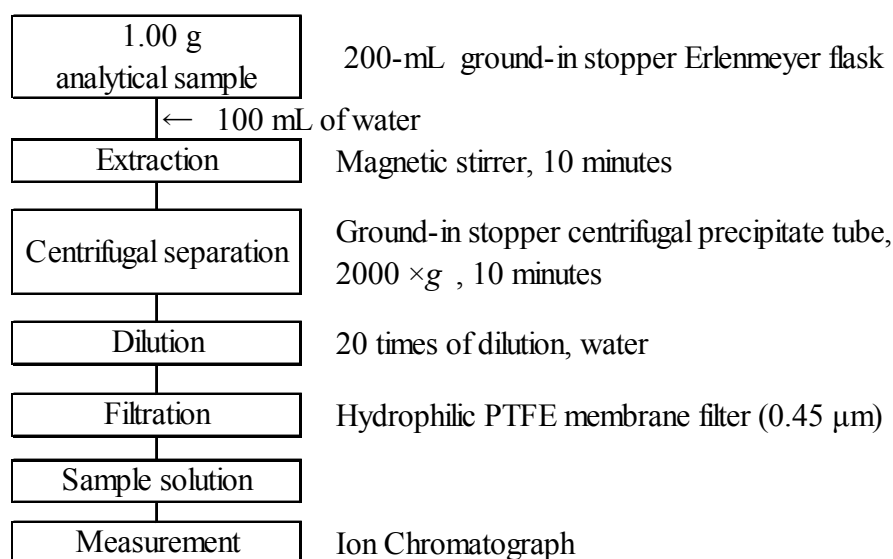 1.00 g
analytical sample
200-mL ground-in stopper Erlenmeyer flask
← 100 mL of water
Extraction
Magnetic stirrer, 10 minutes
Centrifugal separation
Ground-in stopper centrifugal precipitate tube,
2000 ×g , 10 minutes
Dilution
20 times of dilution, water
Filtration
Hydrophilic PTFE membrane filter (0.45 µm)
Sample solution
Measurement
Ion Chromatograph